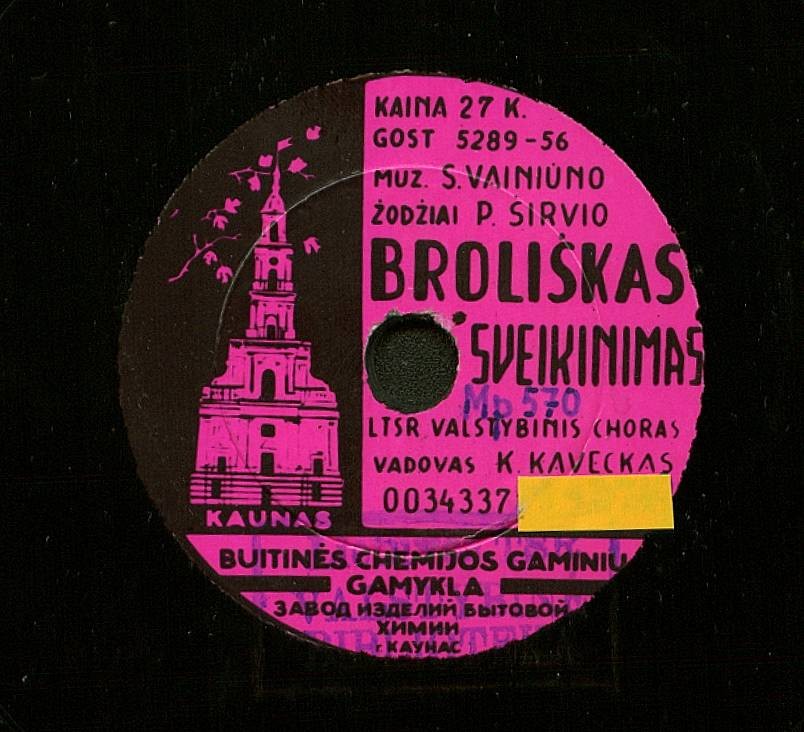 KAINA 27 K.
GOST 5289-56
MUZ. S. VAINIŪNO
ŽODŽIAI P. ŠIRVIO
BROLIŠKAS
SVEIKINIMAS
Mp 570
LTSR VALSTYBINIS CHORAS
VADOVAS K. KAVECKAS
0034337
KAUNAS
BUITINĖS CHEMIJOS GAMINIŲ
GAMYKLA
ЗАВОД ИЗДЕЛИЙ БЫТОВОЙ
ХИМИИ
г. КАУНАС